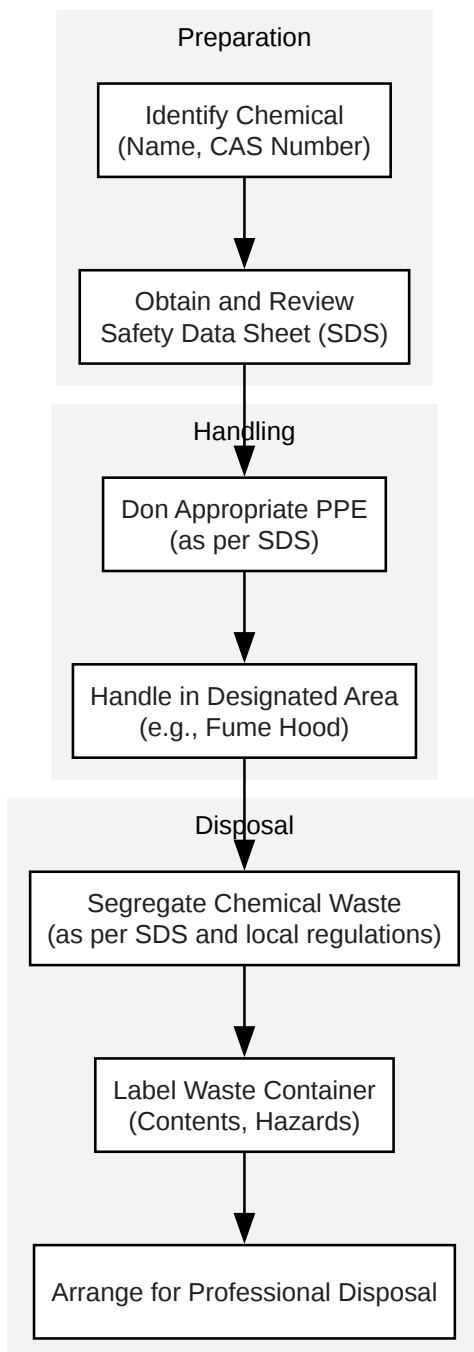 Preparation
Identify Chemical
(Name, CAS Number)
Obtain and Review
Safety Data Sheet (SDS)
Handling
Don Appropriate PPE
(as per SDS)
Handle in Designated Area
(e.g., Fume Hood)
Disposal
Segregate Chemical Waste
(as per SDS and local regulations)
Label Waste Container
(Contents, Hazards)
Arrange for Professional Disposal